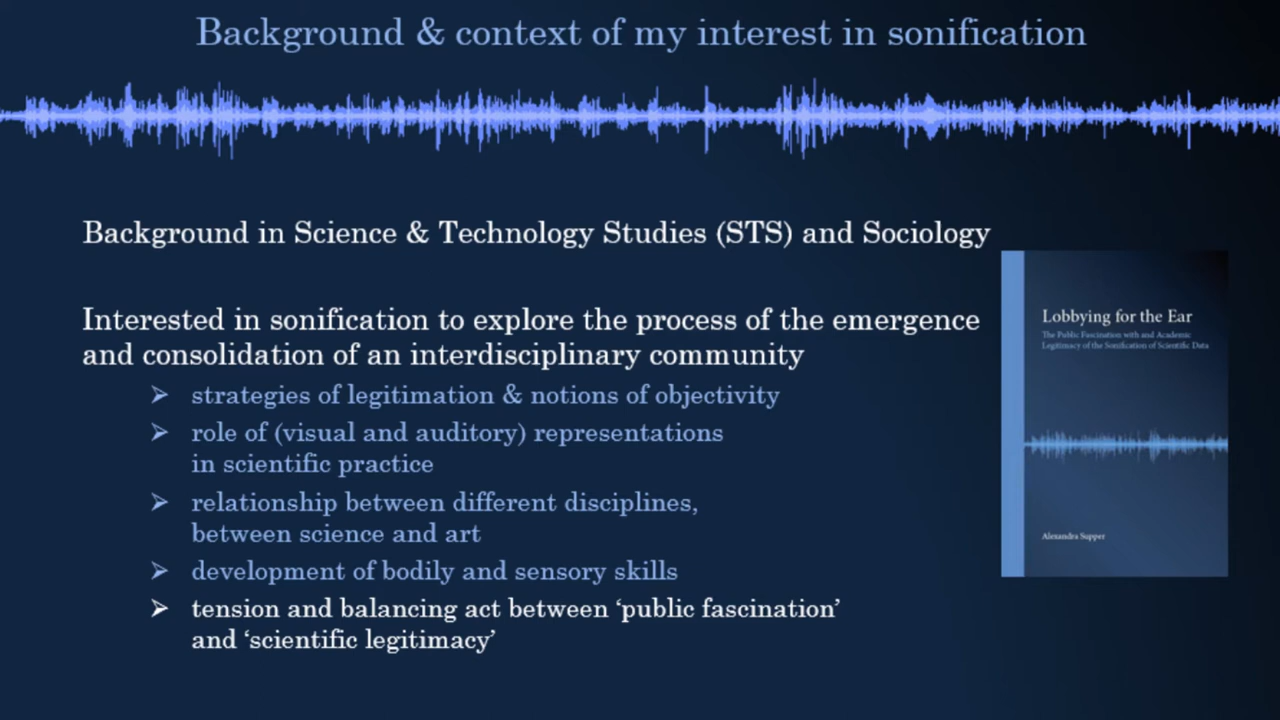 Background & context of my interest in sonification
Background in Science & Technology Studies (STS) and Sociology
Interested in sonification to explore the process of the emergence
and consolidation of an interdisciplinary community
➢ strategies of legitimation & notions of objectivity
➢ role of (visual and auditory) representations
in scientific practice
➢ relationship between different disciplines,
between science and art
➢ development of bodily and sensory skills
➢ tension and balancing act between ‘public fascination’
and ‘scientific legitimacy’
Lobbying for the Ear
The Public Fascination with and Academic
Legitimacy of the Sonification of Scientific Data
Alexandra Supper